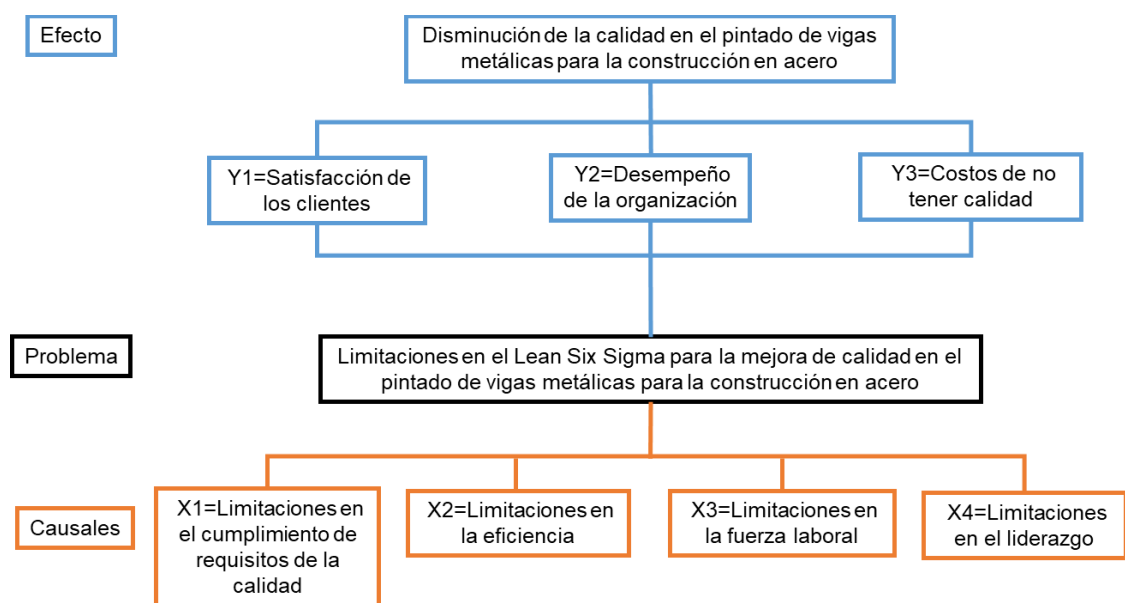 Efecto
Disminución de la calidad en el pintado de vigas
metálicas para la construcción en acero
Y1=Satisfacción de
los clientes
Y2=Desempeño
de la organización
Y3=Costos de no
tener calidad
Problema
Limitaciones en el Lean Six Sigma para la mejora de calidad en el
pintado de vigas metálicas para la construcción en acero
Causales
X1=Limitaciones en
el cumplimiento de
requisitos de la
calidad
X2=Limitaciones en
la eficiencia
X3=Limitaciones en
la fuerza laboral
X4=Limitaciones
en el liderazgo